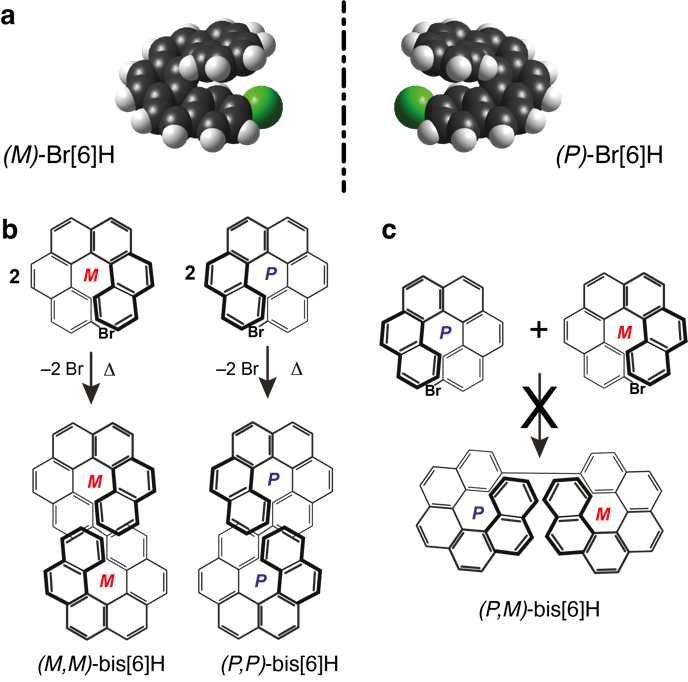 a
(M)-Br[6]H
(P)-Br[6]H
b
2
M
Br
2
P
Br
–2 Br
Δ
–2 Br
Δ
M
M
(M,M)-bis[6]H
P
P
(P,P)-bis[6]H
c
P
Br
+
M
Br
X
P
M
(P,M)-bis[6]H